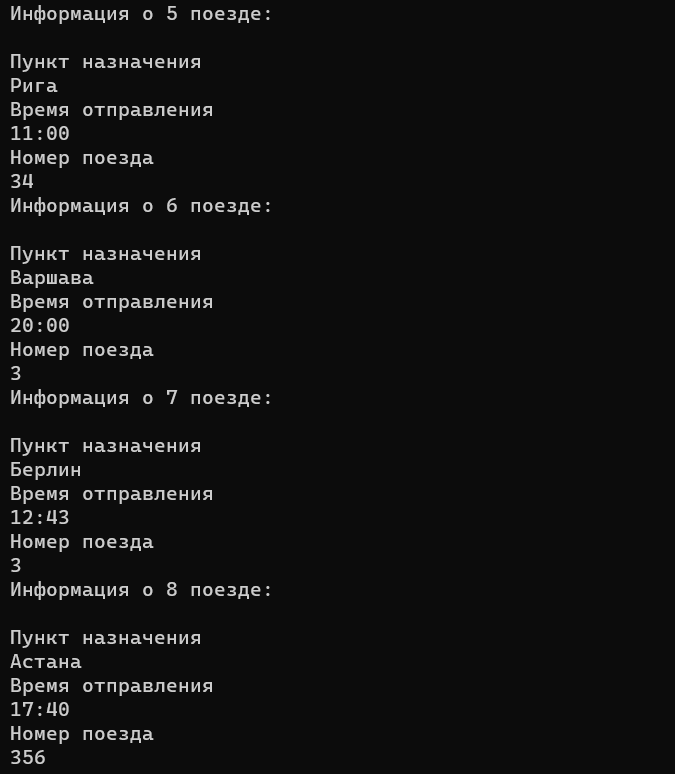 Информация о 5 поезде:
Пункт назначения
Рига
Время отправления
11:00
Номер поезда
34
Информация о 6 поезде:
Пункт назначения
Варшава
Время отправления
20:00
Номер поезда
3
Информация о 7 поезде:
Пункт назначения
Берлин
Время отправления
12:43
Номер поезда
3
Информация о 8 поезде:
Пункт назначения
Астана
Время отправления
17:40
Номер поезда
356